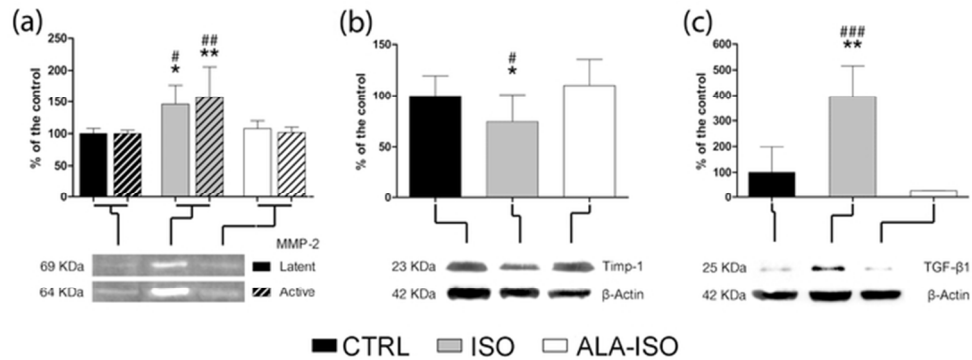 (a)
% of the control
250
200
150
100
50
0
#
*
##
**
MMP-2
69 KDa
Latent
64 KDa
Active
(b)
% of the control
150
100
50
0
#
*
23 KDa
Timp-1
42 KDa
β-Actin
(c)
% of the control
600
500
400
300
200
100
0
###
**
25 KDa
TGF-β1
42 KDa
β-Actin
CTRL ISO ALA-ISO